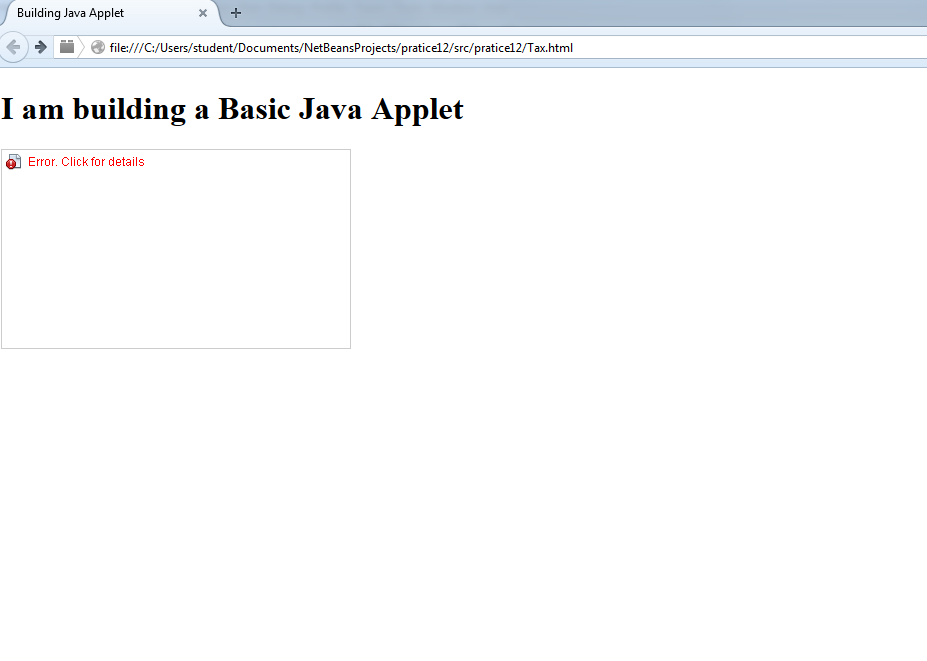 Building Java Applet
file:///C:/Users/student/Documents/NetBeansProjects/pratice12/src/pratice12/Tax.html
I am building a Basic Java Applet
Error. Click for details